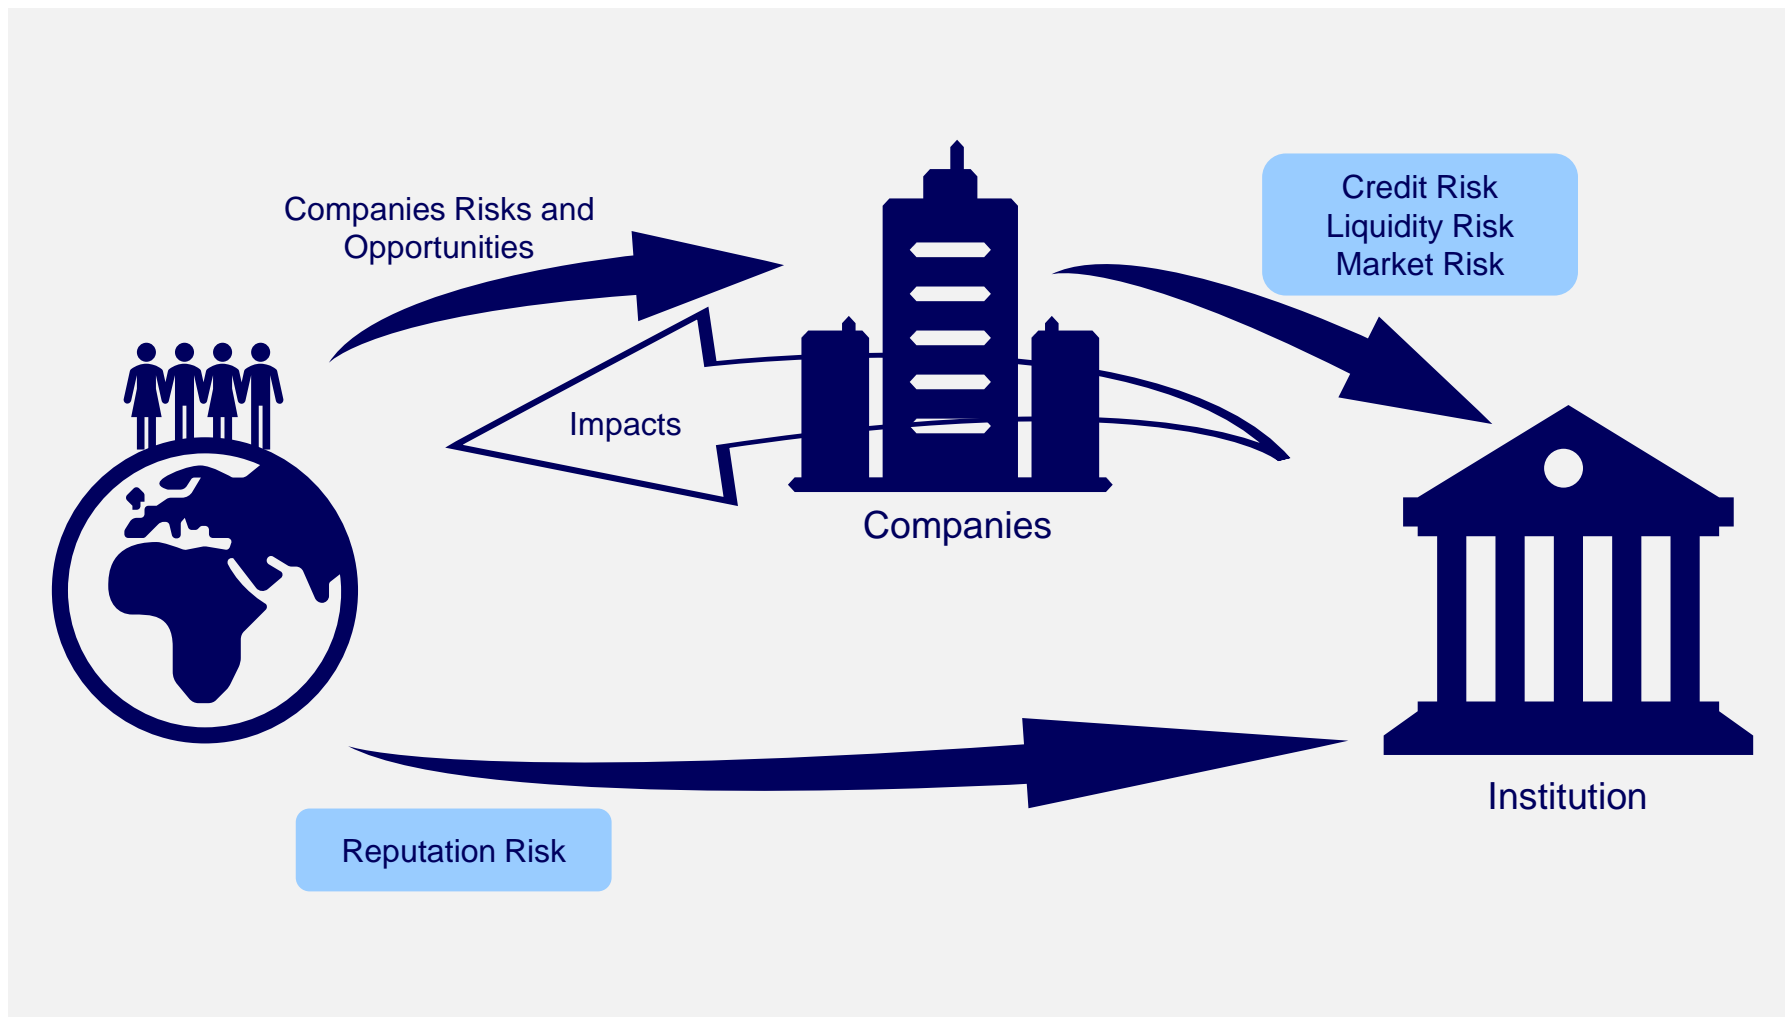 Companies Risks and
Opportunities
Credit Risk
Liquidity Risk
Market Risk
Impacts
Companies
Institution
Reputation Risk